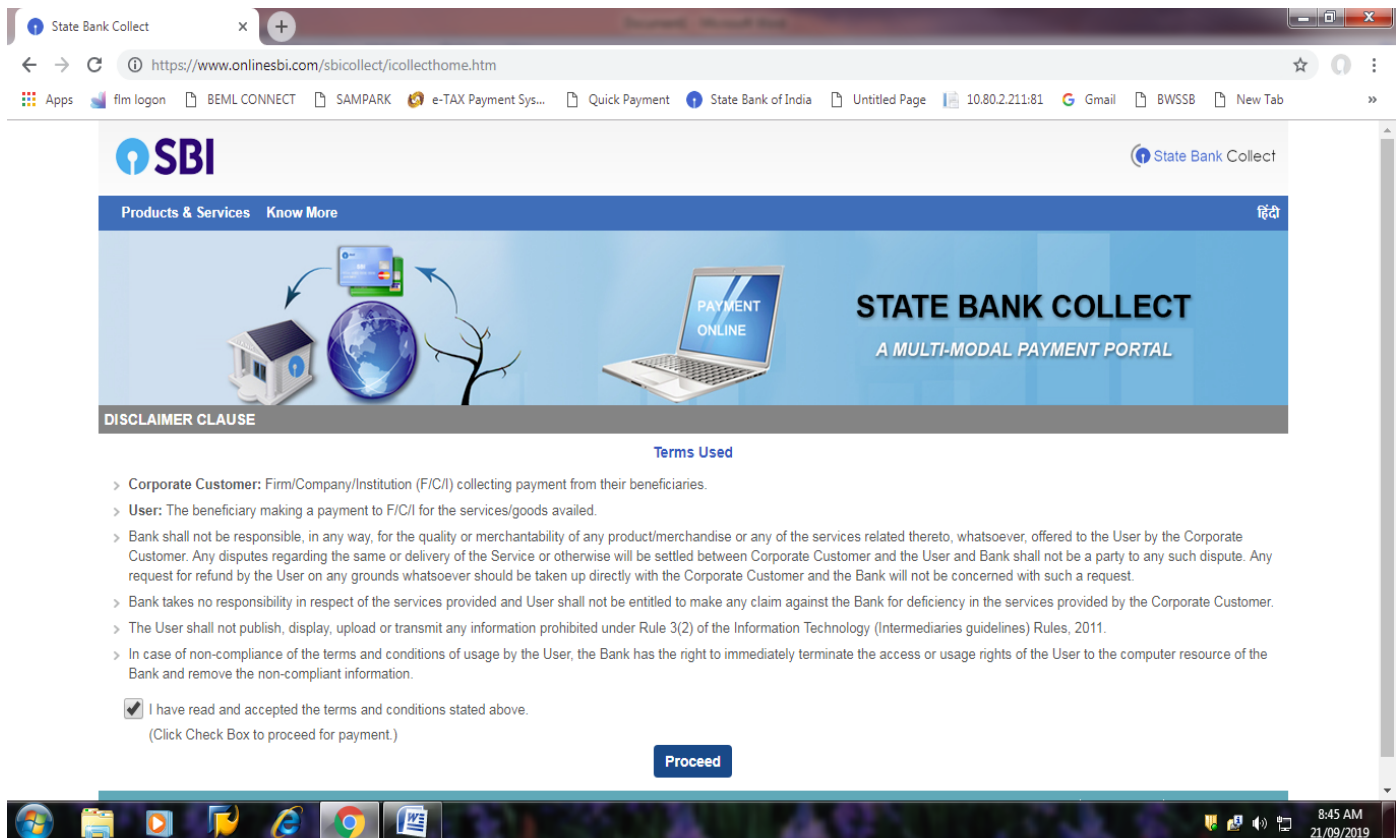 State Bank Collect
https://www.onlinesbi.com/sbicollect/icollecthome.htm
Apps flm logon BEML CONNECT SAMPARK e-TAX Payment Sys... Quick Payment State Bank of India Untitled Page 10.80.2.211:81 Gmail BWSSB New Tab »
SBI
State Bank Collect
Products & Services Know More हिंदी
PAYMENT
ONLINE
STATE BANK COLLECT
A MULTI-MODAL PAYMENT PORTAL
DISCLAIMER CLAUSE
Terms Used
Corporate Customer: Firm/Company/Institution (F/C/I) collecting payment from their beneficiaries.
User: The beneficiary making a payment to F/C/I for the services/goods availed.
Bank shall not be responsible, in any way, for the quality or merchantability of any product/merchandise or any of the services related thereto, whatsoever, offered to the User by the Corporate
Customer. Any disputes regarding the same or delivery of the Service or otherwise will be settled between Corporate Customer and the User and Bank shall not be a party to any such dispute. Any
request for refund by the User on any grounds whatsoever should be taken up directly with the Corporate Customer and the Bank will not be concerned with such a request.
Bank takes no responsibility in respect of the services provided and User shall not be entitled to make any claim against the Bank for deficiency in the services provided by the Corporate Customer.
The User shall not publish, display, upload or transmit any information prohibited under Rule 3(2) of the Information Technology (Intermediaries guidelines) Rules, 2011.
In case of non-compliance of the terms and conditions of usage by the User, the Bank has the right to immediately terminate the access or usage rights of the User to the computer resource of the
Bank and remove the non-compliant information.
I have read and accepted the terms and conditions stated above.
(Click Check Box to proceed for payment.)
Proceed
8:45 AM
21/09/2019